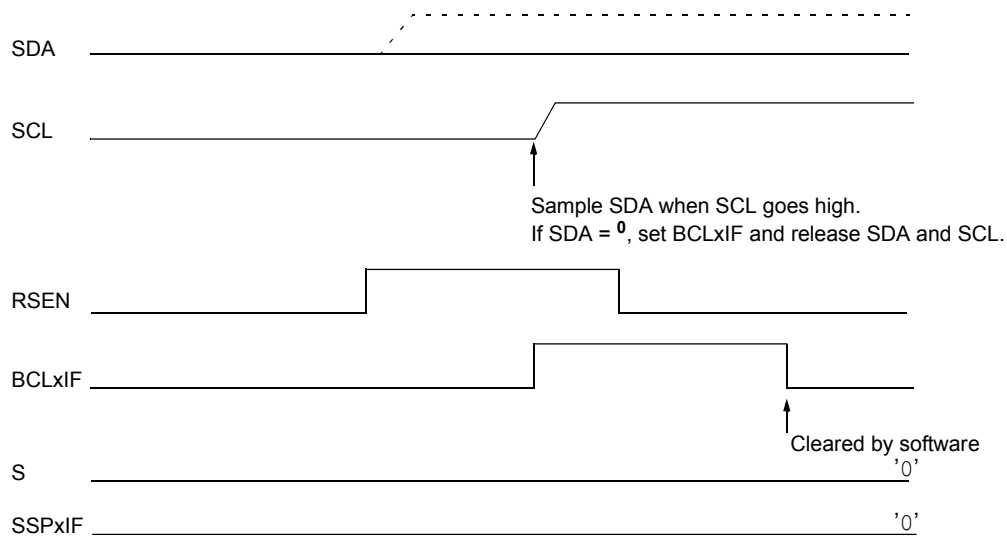 SDA
SCL
Sample SDA when SCL goes high.
If SDA = 0, set BCLxIF and release SDA and SCL.
RSEN
BCLxIF
Cleared by software
S
'0'
SSPxIF
'0'